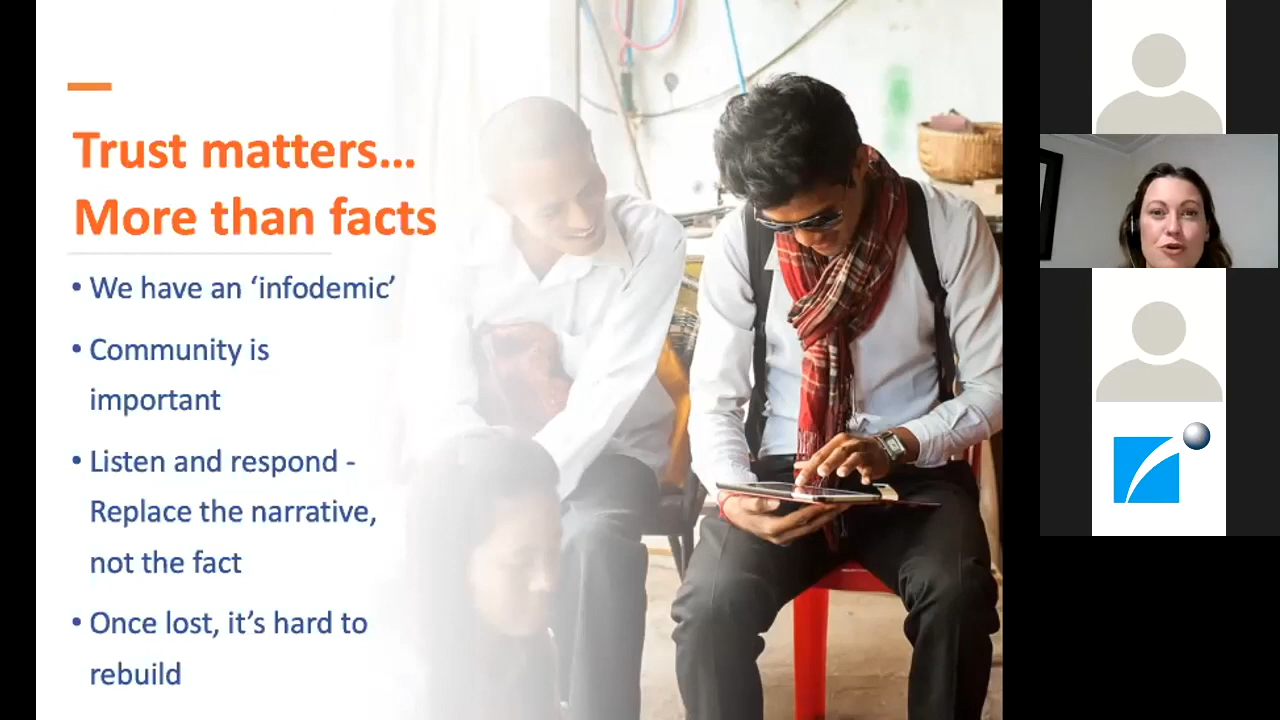 Trust matters...
More than facts
• We have an ‘infodemic’
• Community is
important
• Listen and respond -
Replace the narrative,
not the fact
• Once lost, it’s hard to
rebuild